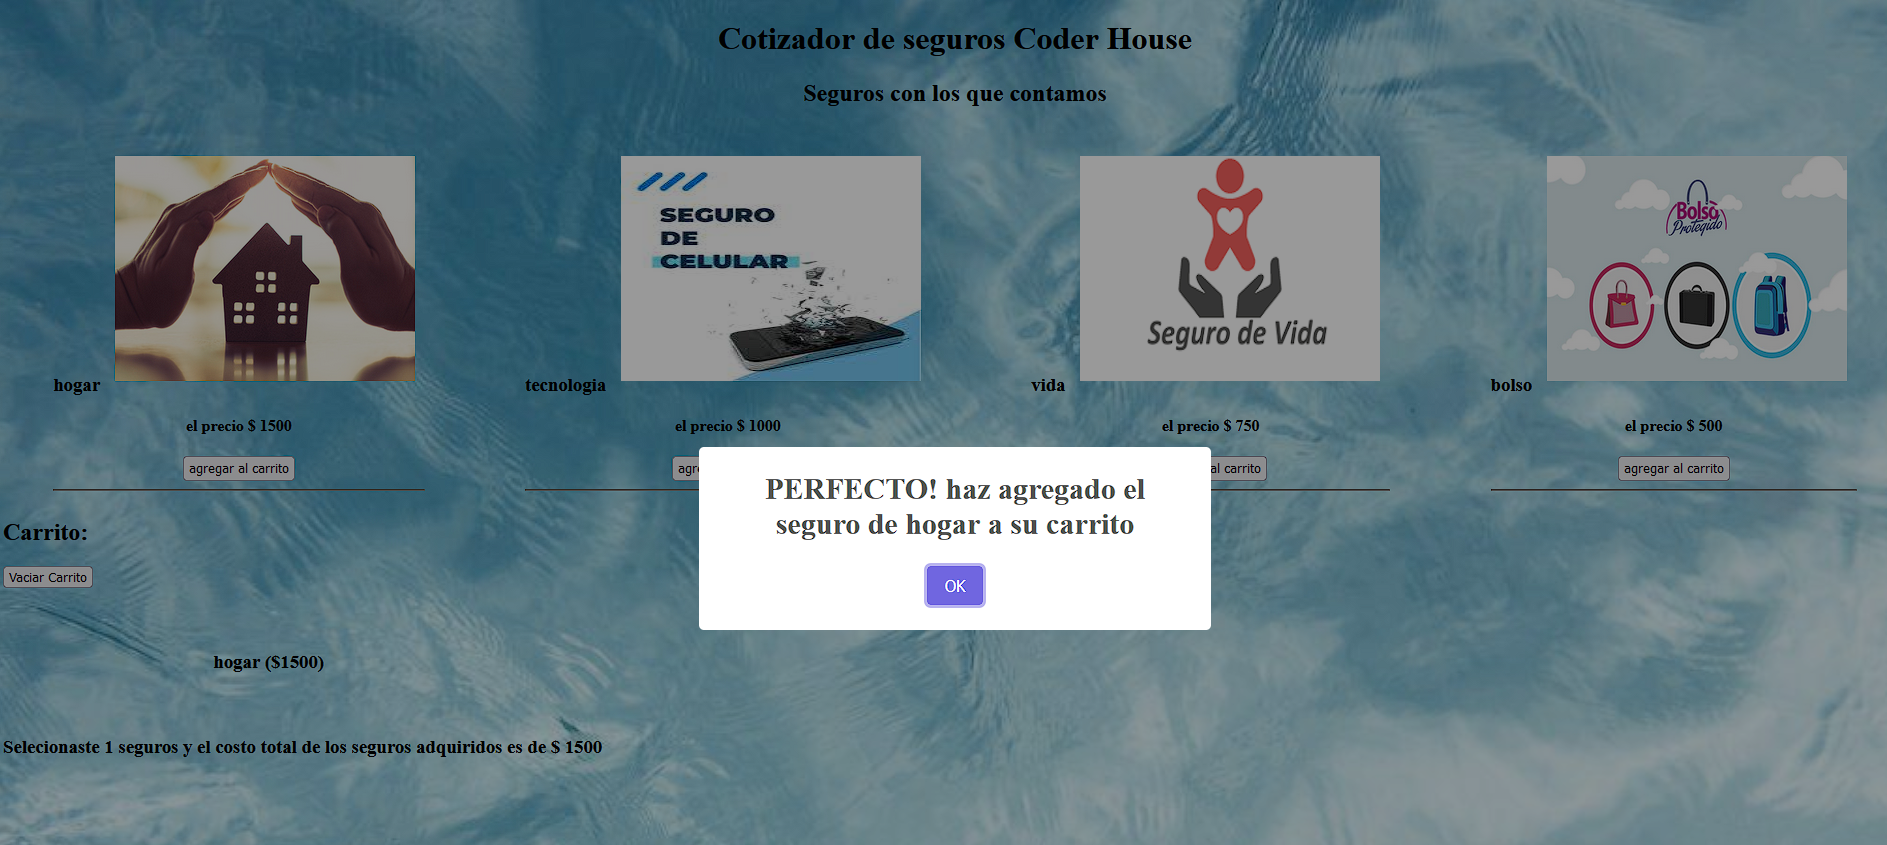 Cotizador de seguros Coder House
Seguros con los que contamos
SEGURO
DE
CELULAR
Seguro de Vida
Bolso
Protegido
hogar
tecnologia
vida
bolso
el precio $ 1500
el precio $ 1000
el precio $ 750
el precio $ 500
agregar al carrito
agr
al carrito
agregar al carrito
PERFECTO! haz agregado el
seguro de hogar a su carrito
OK
Carrito:
Vaciar Carrito
hogar ($1500)
Selecionaste 1 seguros y el costo total de los seguros adquiridos es de $ 1500